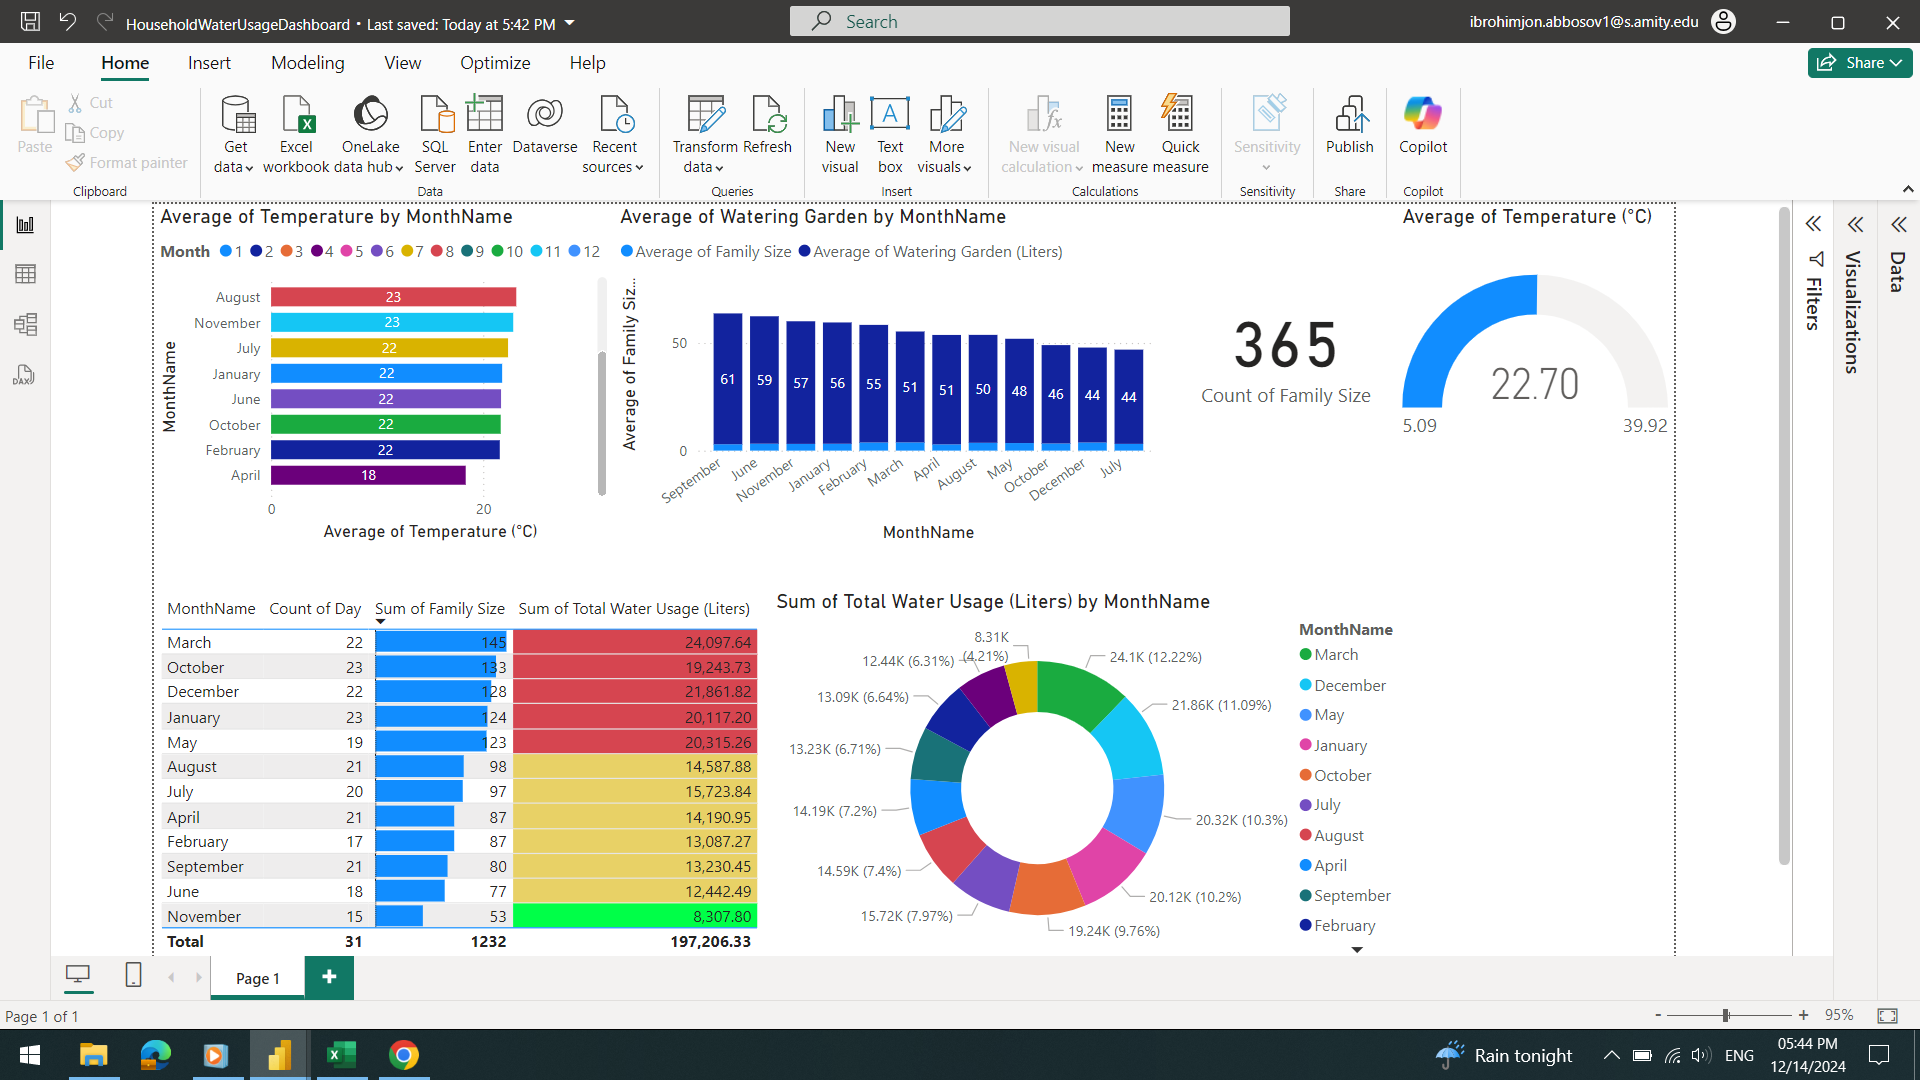 HouseholdWaterUsageDashboard • Last saved: Today at 5:42 PM
Search
ibrohimjon.abbosov1@s.amity.edu
File Home Insert Modeling View Optimize Help
Share
Paste
Cut
Copy
Format painter
Clipboard
Get data
Excel workbook
OneLake data hub
SQL Server
Enter data
Dataverse
Recent sources
Data
Transform data
Refresh
Queries
New visual
Text box
More visuals
Insert
New visual calculation
New measure
Quick measure
Calculations
Sensitivity
Sensitivity
Publish
Share
Copilot
Copilot
DAX
Average of Temperature by MonthName
Month 1 2 3 4 5 6 7 8 9 10 11 12
MonthName
August 23
November 23
July 22
January 22
June 22
October 22
February 22
April 18
0 20
Average of Temperature (°C)
Average of Watering Garden by MonthName
Average of Family Size Average of Watering Garden (Liters)
Average of Family Siz...
50
0
61 59 57 56 55 51 51 50 48 46 44 44
September June November January February March April August May October December July
MonthName
365
Count of Family Size
Average of Temperature (°C)
22.70
5.09 39.92
Filters
Visualizations
Data
MonthName Count of Day Sum of Family Size Sum of Total Water Usage (Liters)
March 22 145 24,097.64
October 23 133 19,243.73
December 22 128 21,861.82
January 23 124 20,117.20
May 19 123 20,315.26
August 21 98 14,587.88
July 20 97 15,723.84
April 21 87 14,190.95
February 17 87 13,087.27
September 21 80 13,230.45
June 18 77 12,442.49
November 15 53 8,307.80
Total 31 1232 197,206.33
Sum of Total Water Usage (Liters) by MonthName
24.1K (12.22%)
21.86K (11.09%)
20.32K (10.3%)
20.12K (10.2%)
19.24K (9.76%)
15.72K (7.97%)
14.59K (7.4%)
14.19K (7.2%)
13.23K (6.71%)
13.09K (6.64%)
12.44K (6.31%)
8.31K
(4.21%)
MonthName
March
December
May
January
October
July
August
April
September
February
Page 1
+
Page 1 of 1
- + 95%
Rain tonight
ENG
05:44 PM
12/14/2024